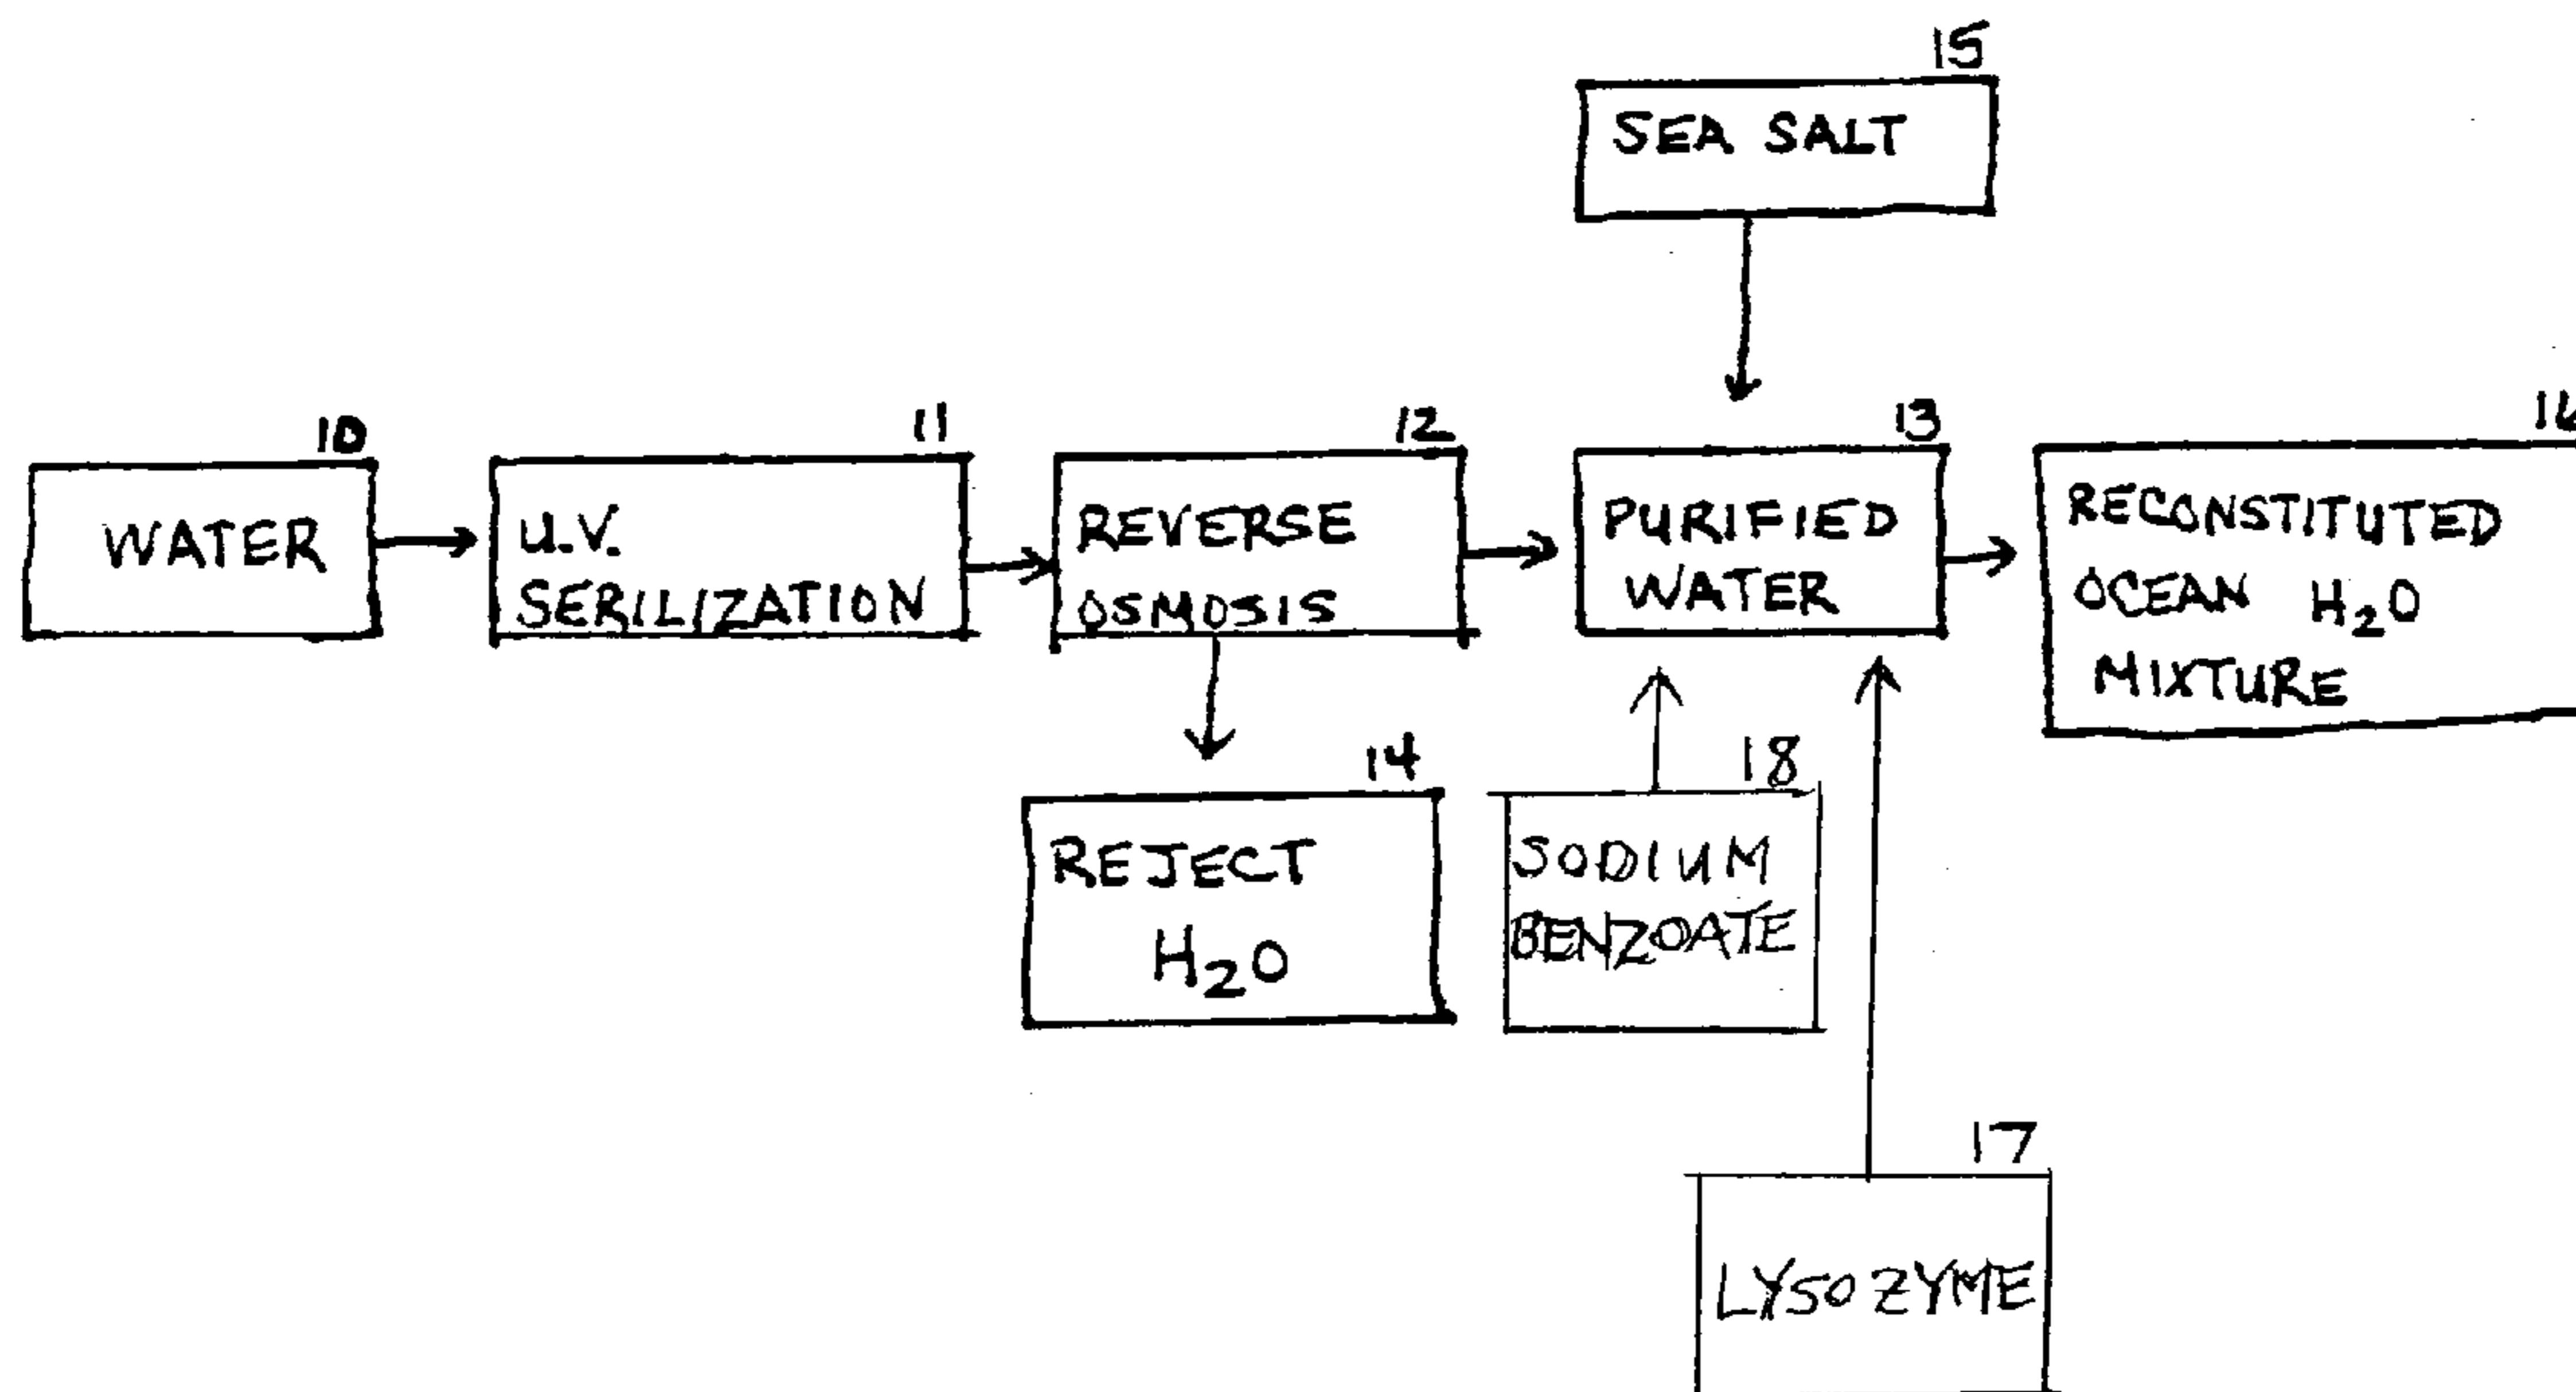 15
SEA SALT
10
WATER
11
U.V.
SERILIZATION
12
REVERSE
OSMOSIS
13
PURIFIED
WATER
16
RECONSTITUTED
OCEAN H₂O
MIXTURE
14
REJECT
H₂O
18
SODIUM
BENZOATE
17
LYSOZYME